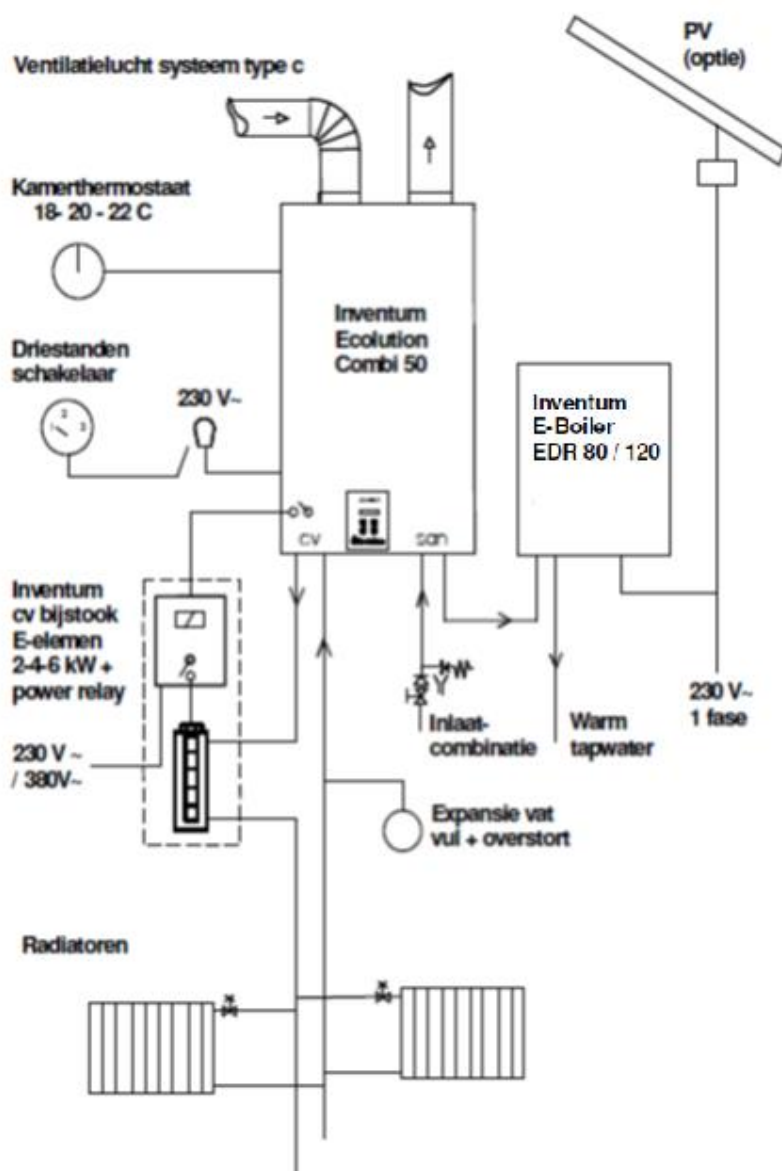 PV
(optie)
Ventilatielucht systeem type c
Kamerthermostaat
18- 20 - 22 C
Inventum
Ecolution
Combi 50
Driestanden
schakelaar
230 V~
Inventum
E-Boiler
EDR 80 / 120
cv
san
Inventum
cv bijstook
E-elemen
2-4-6 kW +
power relay
230 V ~
/ 380V~
Inlaat-
combinatie
Warm
tapwater
230 V~
1 fase
Expansie vat
vul + overstort
Radiatoren